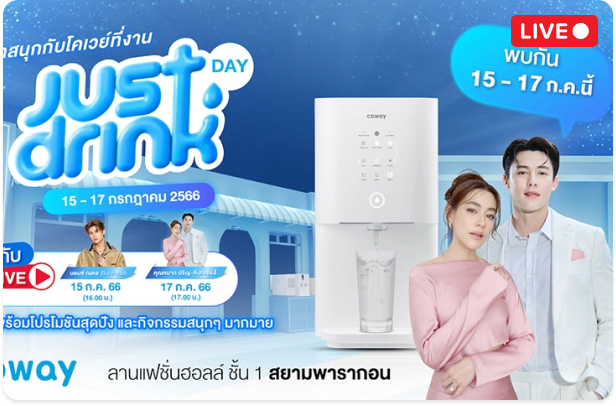 สนุกกับโคเวย์ที่งาน
Just
drink
DAY
15 - 17 กรกฎาคม 2566
LIVE
พบกัน
15 - 17 ก.ค.นี้
coway
กับ
LIVE
15 ก.ค. 66
(16.00 น.)
17 ก.ค. 66
(17.00 น.)
พร้อมโปรโมชันสุดปัง และกิจกรรมสนุกๆ มากมาย
coway
ลานแฟชั่นฮอลล์ ชั้น 1 สยามพารากอน